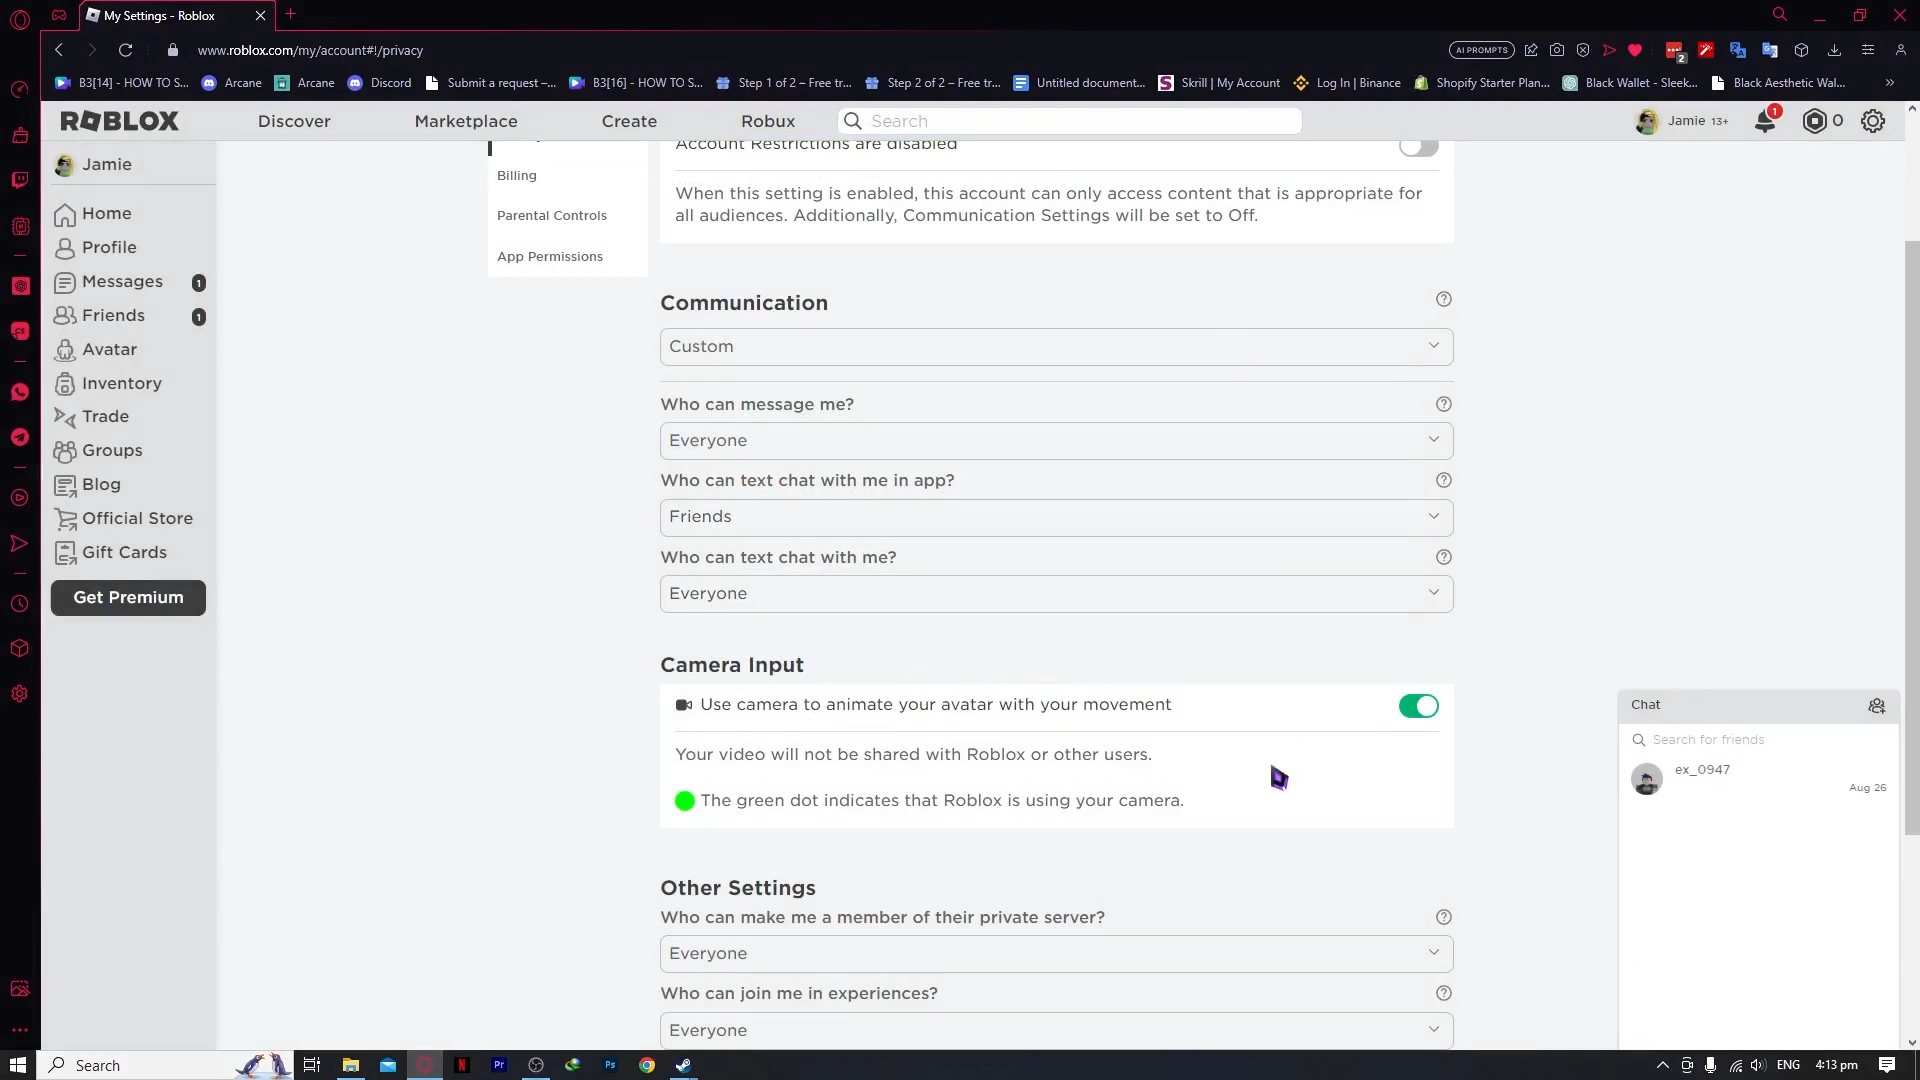 My Settings - Roblox
www.roblox.com/my/account#!/privacy
AI PROMPTS
2
B3[14] - HOW TO S...
Arcane
Arcane
Discord
Submit a request –...
B3[16] - HOW TO S...
Step 1 of 2 – Free tr...
Step 2 of 2 – Free tr...
Untitled document...
Skrill | My Account
Log In | Binance
Shopify Starter Plan...
Black Wallet - Sleek...
Black Aesthetic Wal...
ROBLOX
Discover
Marketplace
Create
Robux
Search
Jamie 13+
1
0
Jamie
Home
Profile
Messages 1
Friends 1
Avatar
Inventory
Trade
Groups
Blog
Official Store
Gift Cards
Get Premium
Billing
Parental Controls
App Permissions
Account Restrictions are disabled
When this setting is enabled, this account can only access content that is appropriate for
all audiences. Additionally, Communication Settings will be set to Off.
Communication
Custom
Who can message me?
Everyone
Who can text chat with me in app?
Friends
Who can text chat with me?
Everyone
Camera Input
Use camera to animate your avatar with your movement
Your video will not be shared with Roblox or other users.
The green dot indicates that Roblox is using your camera.
Other Settings
Who can make me a member of their private server?
Everyone
Who can join me in experiences?
Everyone
Chat
Search for friends
ex_0947
Aug 26
Search
Pr
Ps
ENG
4:13 pm